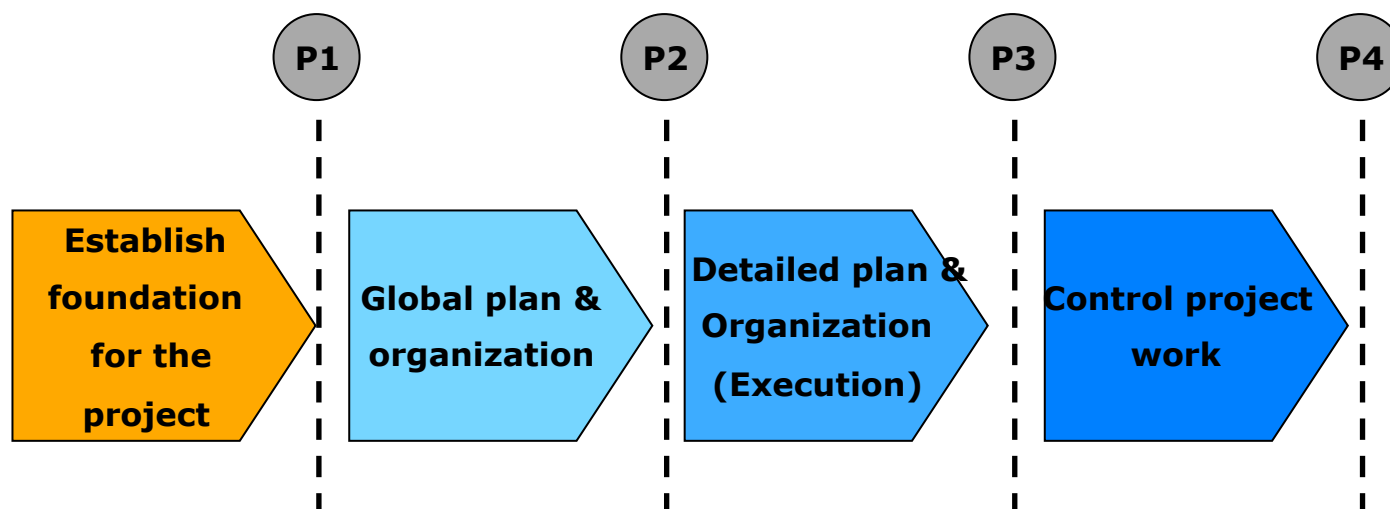 P1
P2
P3
P4
Establish
foundation
for the
project
Global plan &
organization
Detailed plan &
Organization
(Execution)
Control project
work